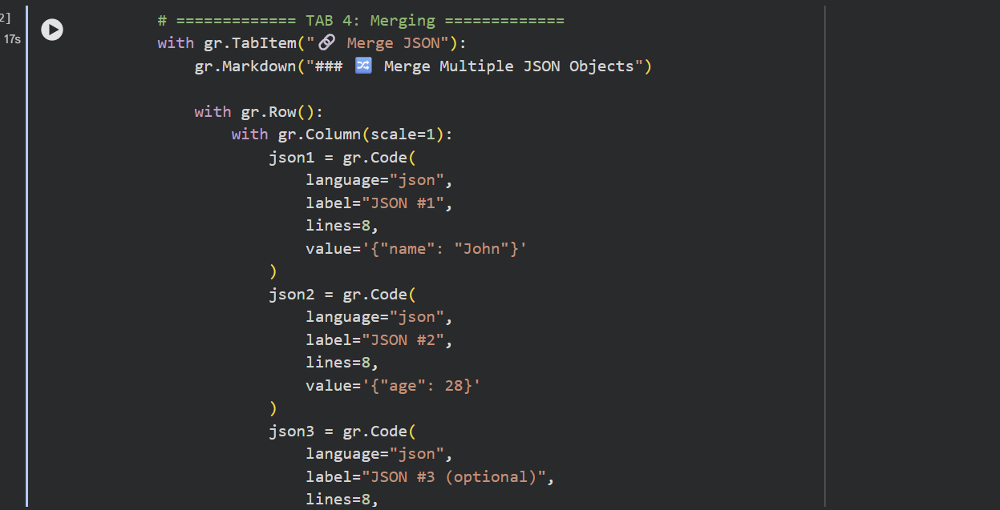 2]
17s
# ============= TAB 4: Merging =============
with gr.TabItem("🔗 Merge JSON"):
gr.Markdown("### 🔀 Merge Multiple JSON Objects")
with gr.Row():
with gr.Column(scale=1):
json1 = gr.Code(
language="json",
label="JSON #1",
lines=8,
value='{"name": "John"}'
)
json2 = gr.Code(
language="json",
label="JSON #2",
lines=8,
value='{"age": 28}'
)
json3 = gr.Code(
language="json",
label="JSON #3 (optional)",
lines=8,